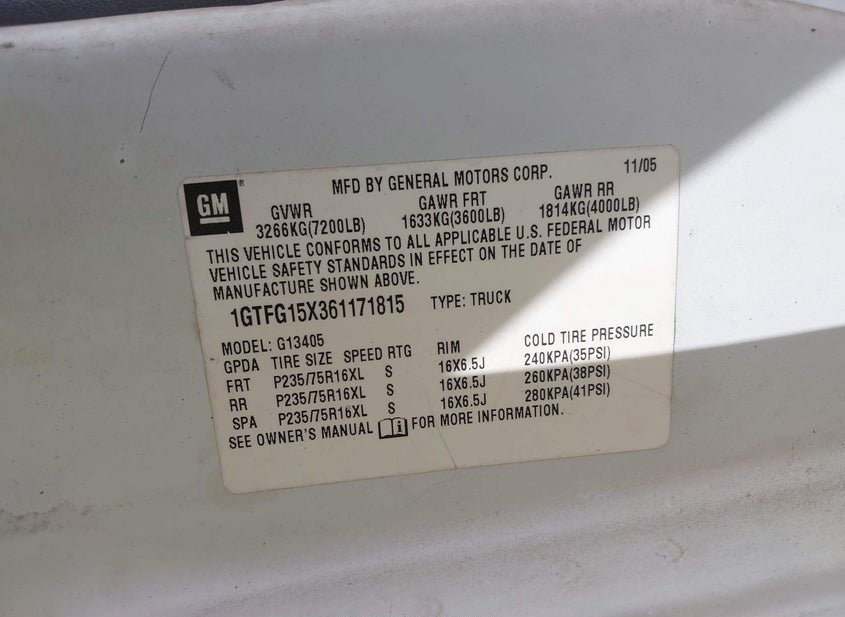 GM
MFD BY GENERAL MOTORS CORP. 11/05
GVWR GAWR FRT GAWR RR
3266KG(7200LB) 1633KG(3600LB) 1814KG(4000LB)
THIS VEHICLE CONFORMS TO ALL APPLICABLE U.S. FEDERAL MOTOR
VEHICLE SAFETY STANDARDS IN EFFECT ON THE DATE OF
MANUFACTURE SHOWN ABOVE.
1GTFG15X361171815 TYPE: TRUCK
MODEL: G13405
GPDA TIRE SIZE SPEED RTG RIM COLD TIRE PRESSURE
FRT P235/75R16XL S 16X6.5J 240KPA(35PSI)
RR P235/75R16XL S 16X6.5J 260KPA(38PSI)
SPA P235/75R16XL S 16X6.5J 280KPA(41PSI)
SEE OWNER'S MANUAL FOR MORE INFORMATION.